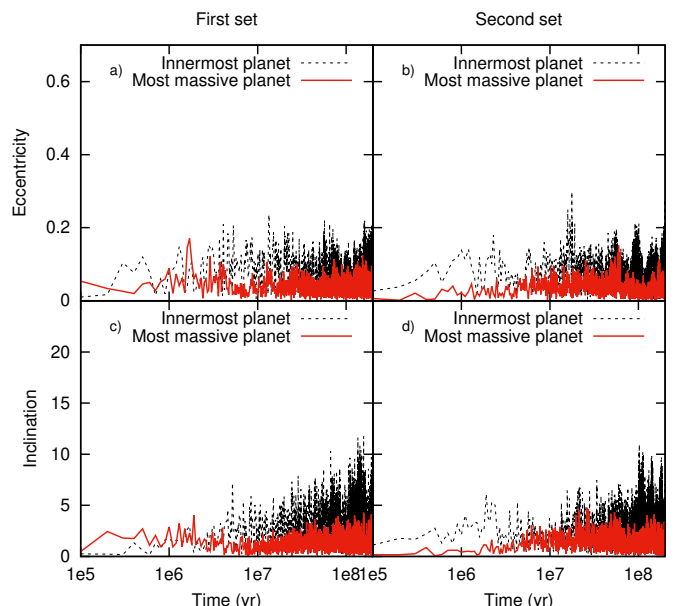 First set Second set
a) Innermost planet
Most massive planet
b) Innermost planet
Most massive planet
Eccentricity
0.6
0.4
0.2
0
c) Innermost planet
Most massive planet
d) Innermost planet
Most massive planet
Inclination
20
15
10
5
0
1e5 1e6 1e7 1e81e5 1e6 1e7 1e8
Time (yr) Time (yr)